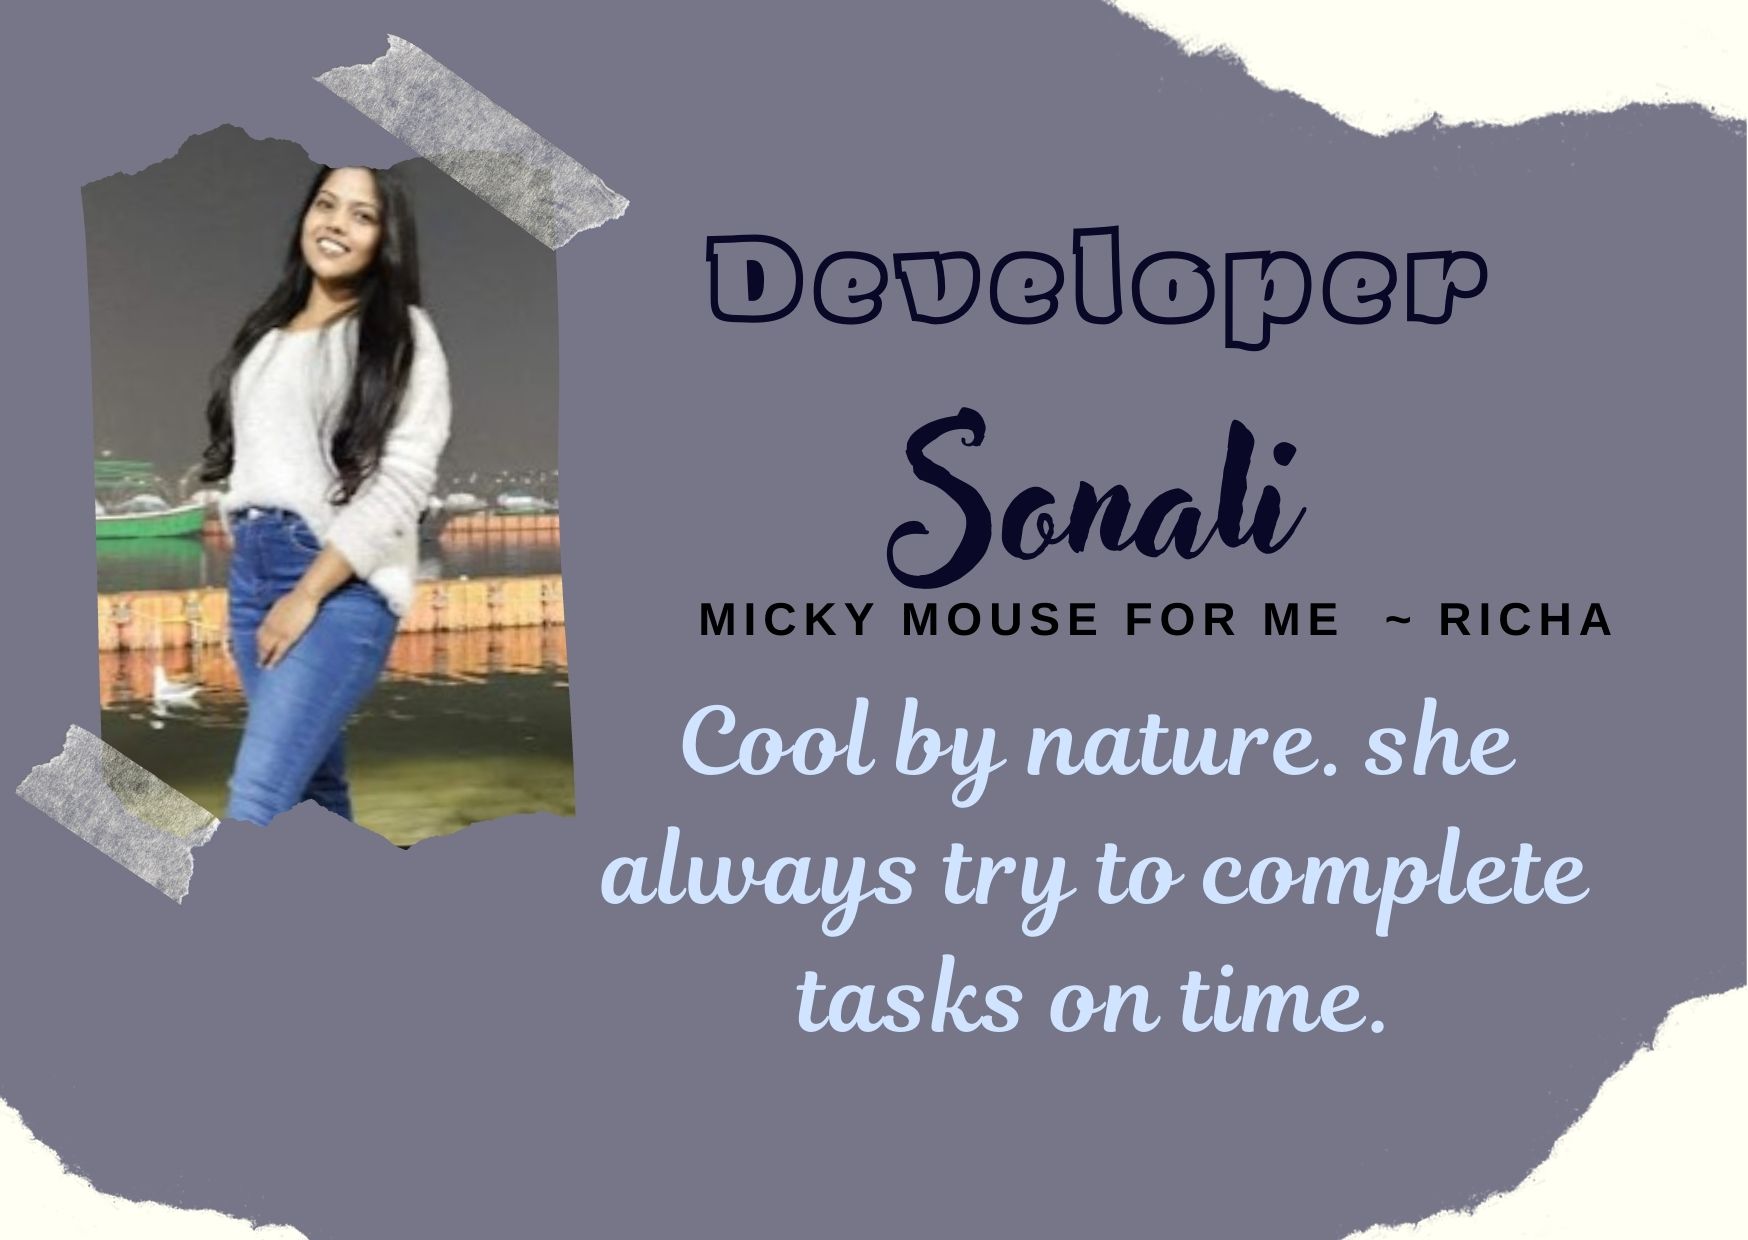 Developer
Sonali
MICKY MOUSE FOR ME ~ RICHA
Cool by nature. she
always try to complete
tasks on time.